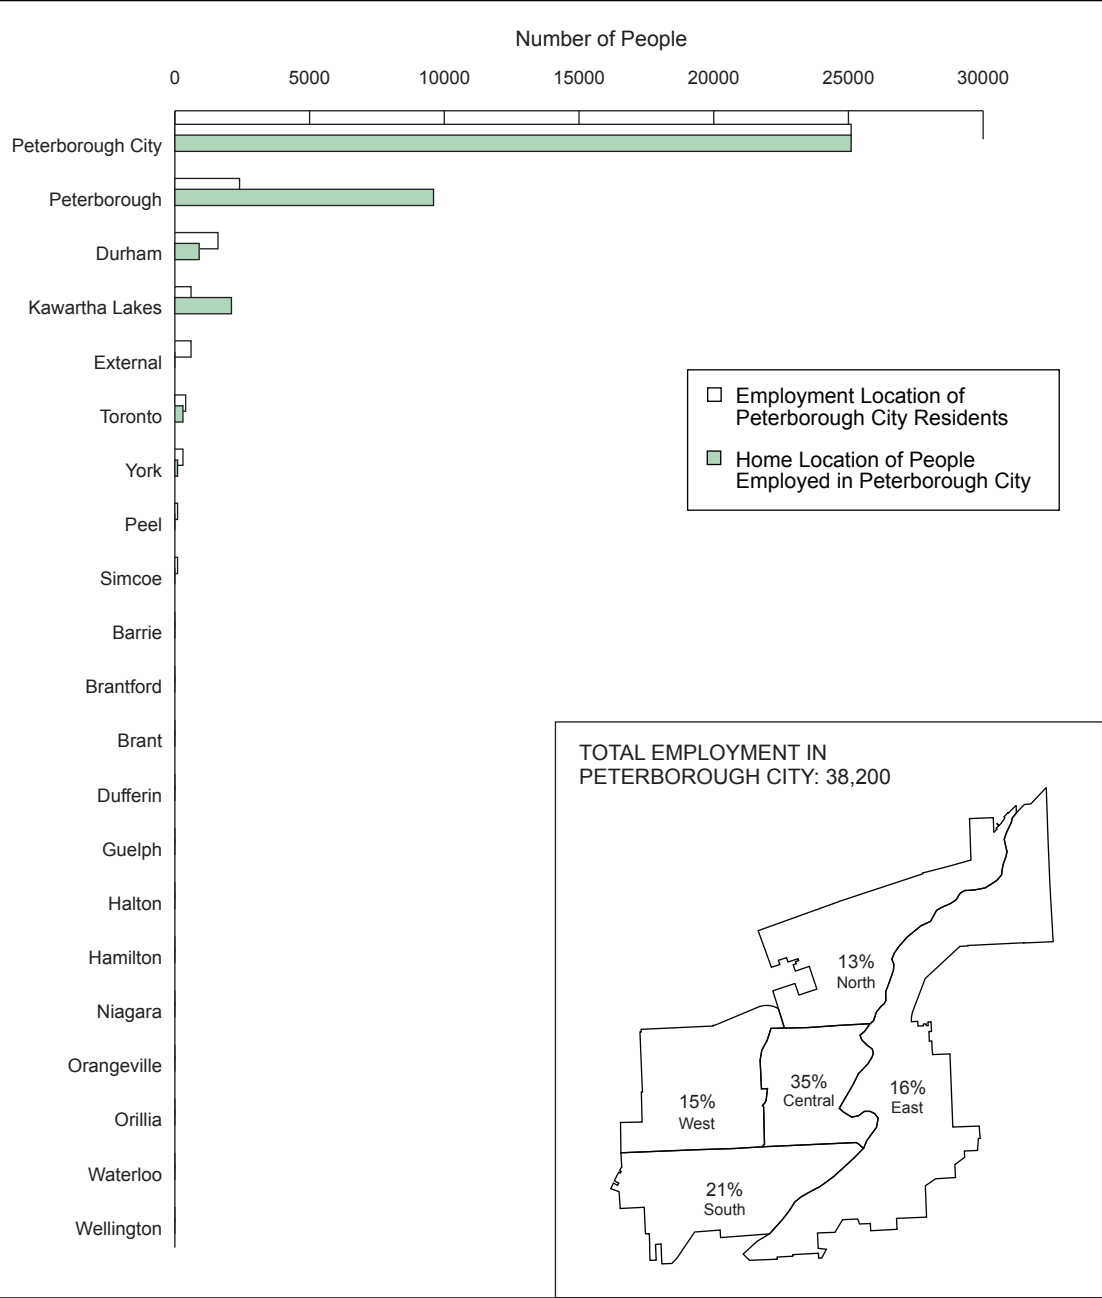 Number of People
0 5000 10000 15000 20000 25000 30000
Peterborough City
Peterborough
Durham
Kawartha Lakes
External
Toronto
York
Peel
Simcoe
Barrie
Brantford
Brant
Dufferin
Guelph
Halton
Hamilton
Niagara
Orangeville
Orillia
Waterloo
Wellington
Employment Location of
Peterborough City Residents
Home Location of People
Employed in Peterborough City
TOTAL EMPLOYMENT IN
PETERBOROUGH CITY: 38,200
13%
North
35%
Central
16%
East
15%
West
21%
South